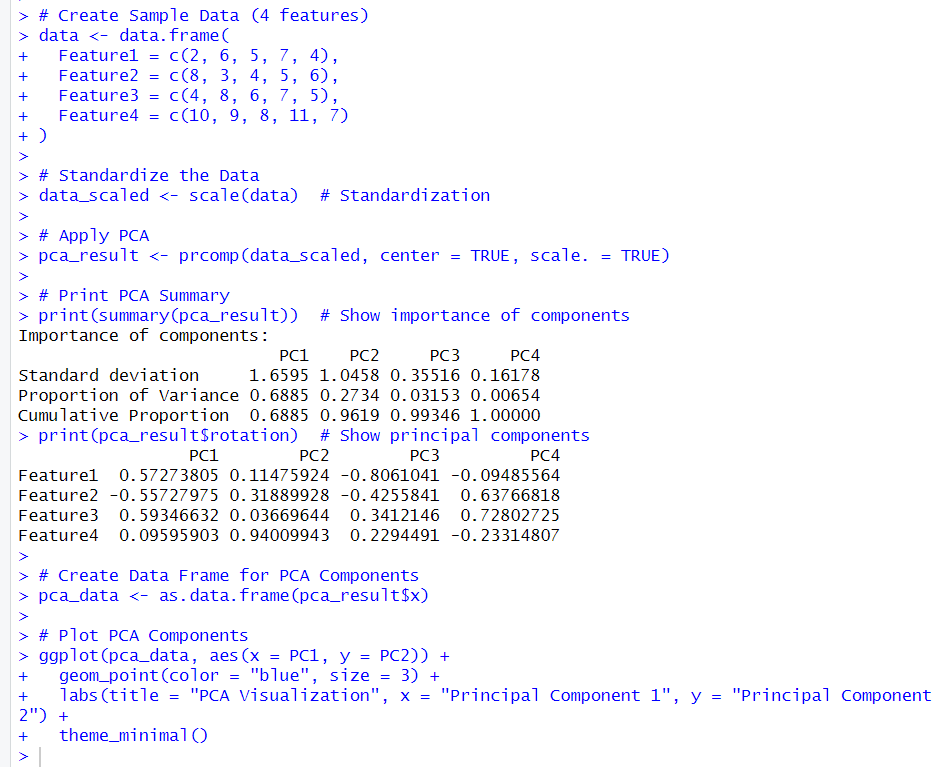 > # Create Sample Data (4 features)
> data <- data.frame(
+   Feature1 = c(2, 6, 5, 7, 4),
+   Feature2 = c(8, 3, 4, 5, 6),
+   Feature3 = c(4, 8, 6, 7, 5),
+   Feature4 = c(10, 9, 8, 11, 7)
+ )
>
> # Standardize the Data
> data_scaled <- scale(data)  # Standardization
>
> # Apply PCA
> pca_result <- prcomp(data_scaled, center = TRUE, scale. = TRUE)
>
> # Print PCA Summary
> print(summary(pca_result))  # Show importance of components
Importance of components:
                          PC1    PC2     PC3     PC4
Standard deviation     1.6595 1.0458 0.35516 0.16178
Proportion of Variance 0.6885 0.2734 0.03153 0.00654
Cumulative Proportion  0.6885 0.9619 0.99346 1.00000
> print(pca_result$rotation)  # Show principal components
                 PC1        PC2        PC3         PC4
Feature1  0.57273805 0.11475924 -0.8061041 -0.09485564
Feature2 -0.55727975 0.31889928 -0.4255841  0.63766818
Feature3  0.59346632 0.03669644  0.3412146  0.72802725
Feature4  0.09595903 0.94009943  0.2294491 -0.23314807
>
> # Create Data Frame for PCA Components
> pca_data <- as.data.frame(pca_result$x)
>
> # Plot PCA Components
> ggplot(pca_data, aes(x = PC1, y = PC2)) +
+   geom_point(color = "blue", size = 3) +
+   labs(title = "PCA Visualization", x = "Principal Component 1", y = "Principal Component
2") +
+   theme_minimal()
>